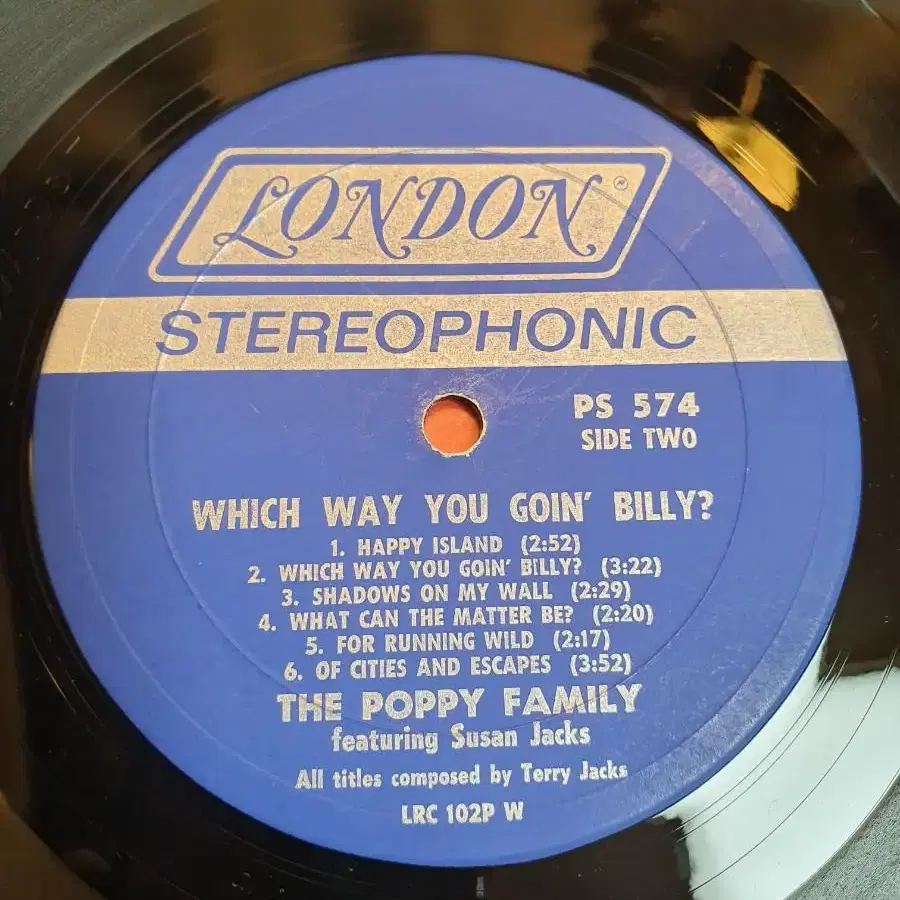 LONDON®
STEREOPHONIC
PS 574
SIDE TWO
WHICH WAY YOU GOIN' BILLY?
1. HAPPY ISLAND (2:52)
2. WHICH WAY YOU GOIN' BILLY? (3:22)
3. SHADOWS ON MY WALL (2:29)
4. WHAT CAN THE MATTER BE? (2:20)
5. FOR RUNNING WILD (2:17)
6. OF CITIES AND ESCAPES (3:52)
THE POPPY FAMILY
featuring Susan Jacks
All titles composed by Terry Jacks
LRC 102P W